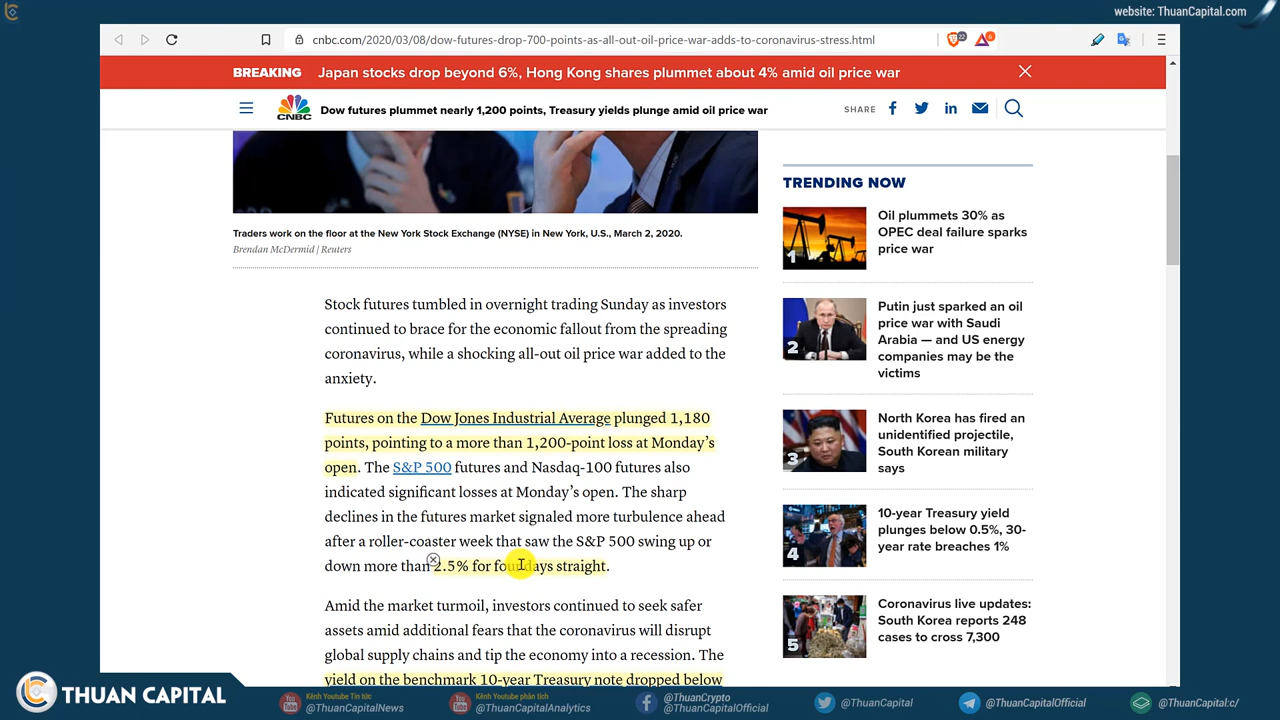 website: ThuanCapital.com
cnbc.com/2020/03/08/dow-futures-drop-700-points-as-all-out-oil-price-war-adds-to-coronavirus-stress.html
22
6
BREAKING Japan stocks drop beyond 6%, Hong Kong shares plummet about 4% amid oil price war
CNBC
Dow futures plummet nearly 1,200 points, Treasury yields plunge amid oil price war
SHARE
Traders work on the floor at the New York Stock Exchange (NYSE) in New York, U.S., March 2, 2020.
Brendan McDermid | Reuters
Stock futures tumbled in overnight trading Sunday as investors
continued to brace for the economic fallout from the spreading
coronavirus, while a shocking all-out oil price war added to the
anxiety.
Futures on the Dow Jones Industrial Average plunged 1,180
points, pointing to a more than 1,200-point loss at Monday's
open. The S&P 500 futures and Nasdaq-100 futures also
indicated significant losses at Monday's open. The sharp
declines in the futures market signaled more turbulence ahead
after a roller-coaster week that saw the S&P 500 swing up or
down more than 2.5% for four days straight.
Amid the market turmoil, investors continued to seek safer
assets amid additional fears that the coronavirus will disrupt
global supply chains and tip the economy into a recession. The
yield on the benchmark 10-year Treasury note dropped below
TRENDING NOW
1
Oil plummets 30% as
OPEC deal failure sparks
price war
2
Putin just sparked an oil
price war with Saudi
Arabia — and US energy
companies may be the
victims
3
North Korea has fired an
unidentified projectile,
South Korean military
says
4
10-year Treasury yield
plunges below 0.5%, 30-
year rate breaches 1%
5
Coronavirus live updates:
South Korea reports 248
cases to cross 7,300
THUAN CAPITAL
Kênh Youtube Tin tức
@ThuanCapitalNews
Kênh Youtube phân tích
@ThuanCapitalAnalytics
@ThuanCrypto
@ThuanCapitalOfficial
@ThuanCapital
@ThuanCapitalOfficial
@ThuanCapital:c/